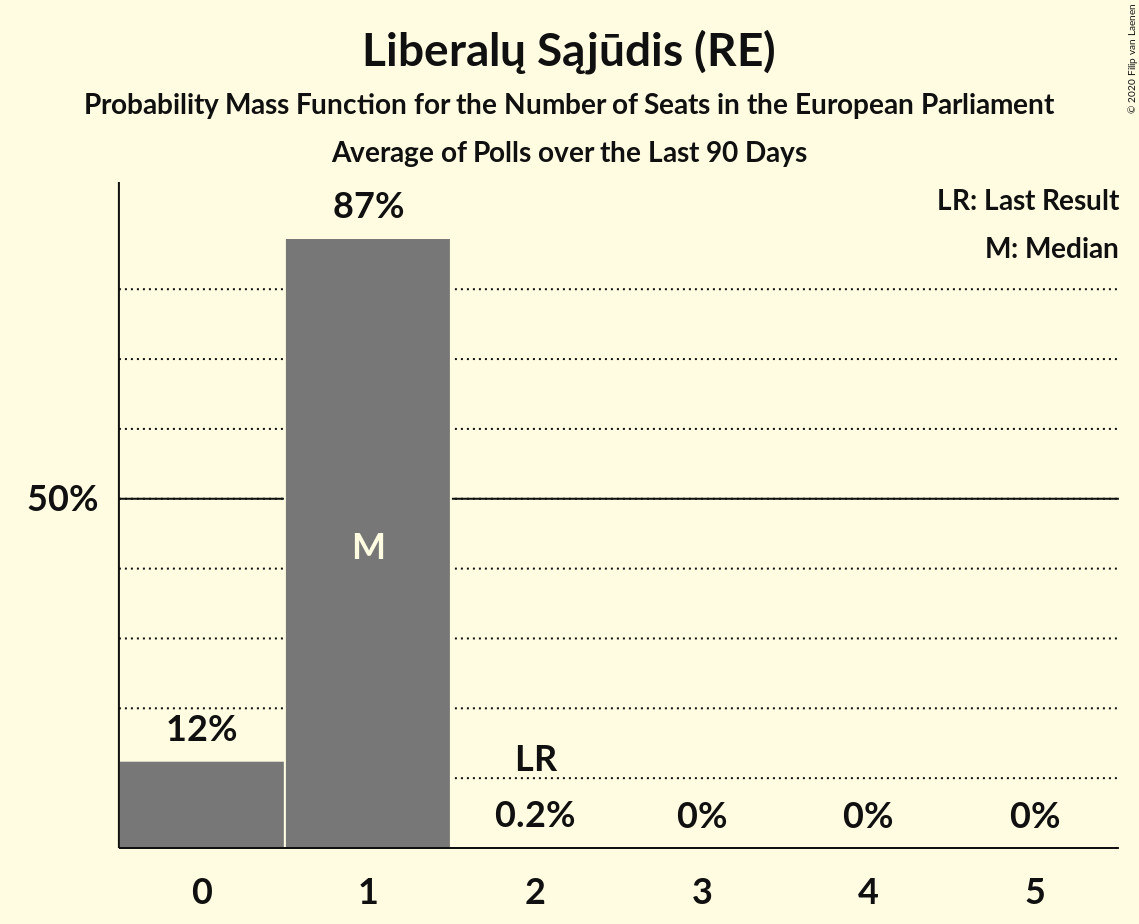 Liberalų Sąjūdis (RE)
Probability Mass Function for the Number of Seats in the European Parliament
Average of Polls over the Last 90 Days
© 2020 Filip van Laenen
LR: Last Result
M: Median
87%
50%
M
12%
LR
0.2%
0%
0%
0%
0
1
2
3
4
5